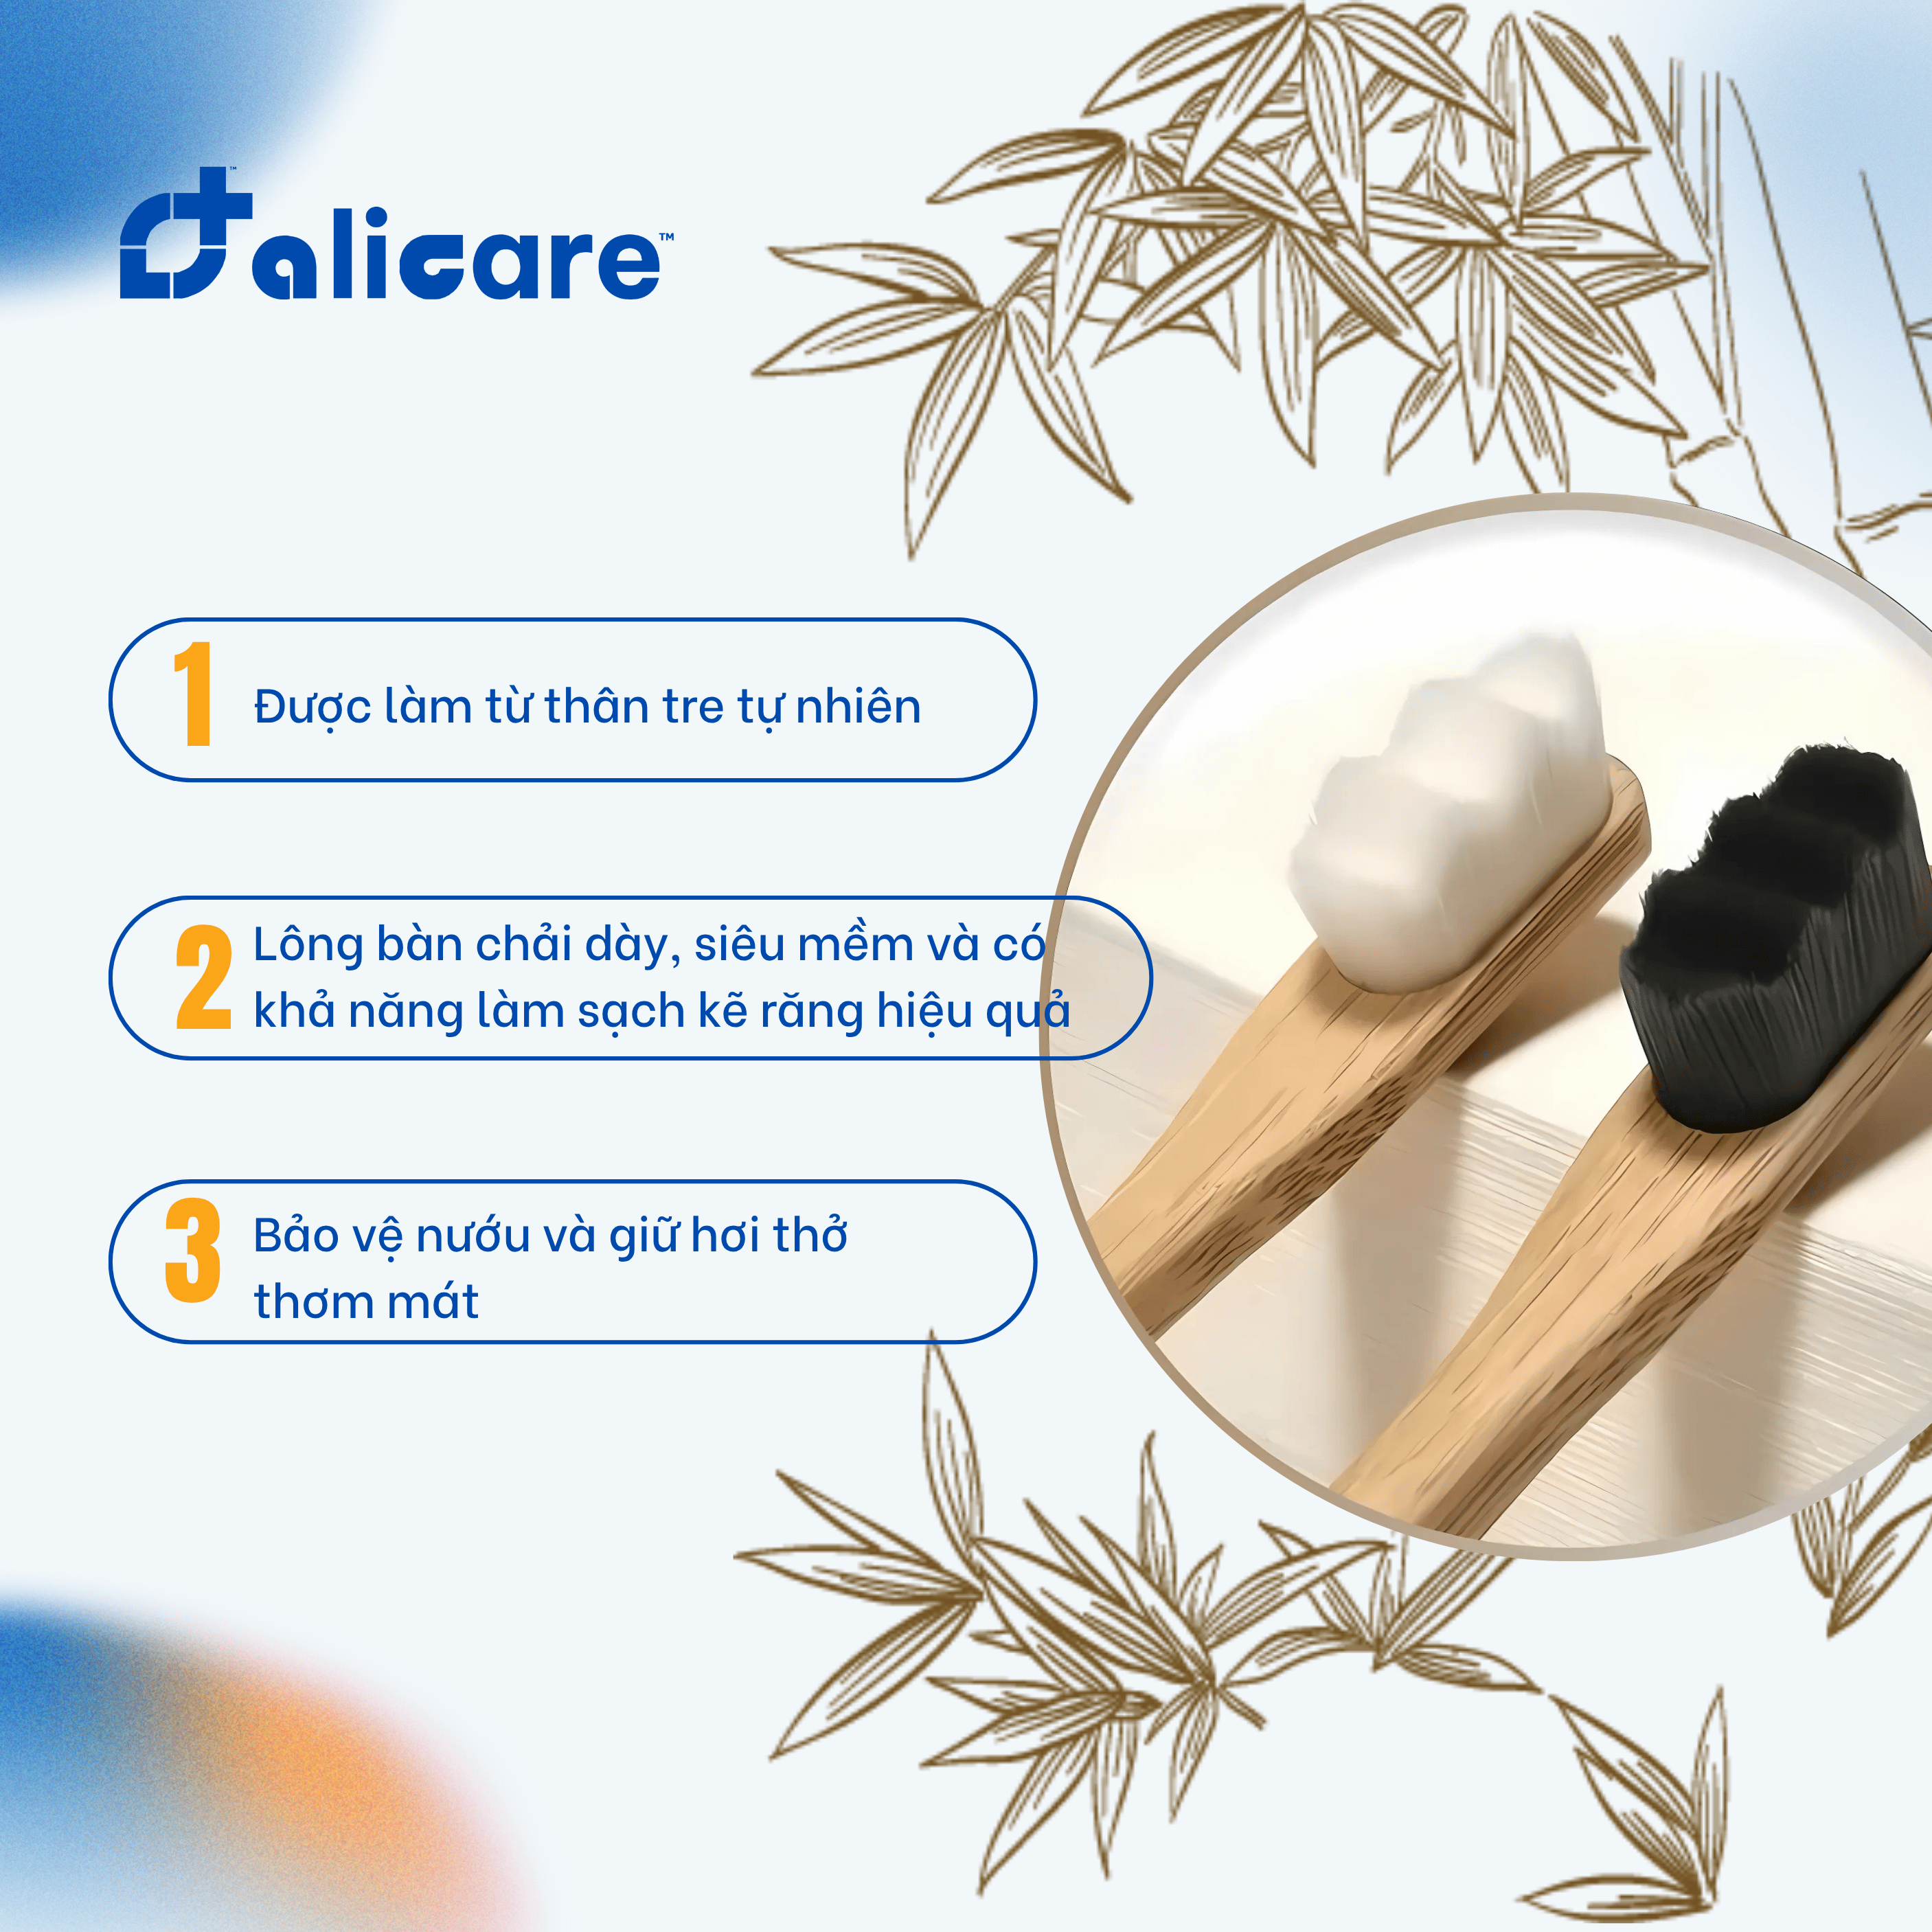 alicare™
1 Được làm từ thân tre tự nhiên
2 Lông bàn chải dày, siêu mềm và có
khả năng làm sạch kẽ răng hiệu quả
3 Bảo vệ nướu và giữ hơi thở
thơm mát